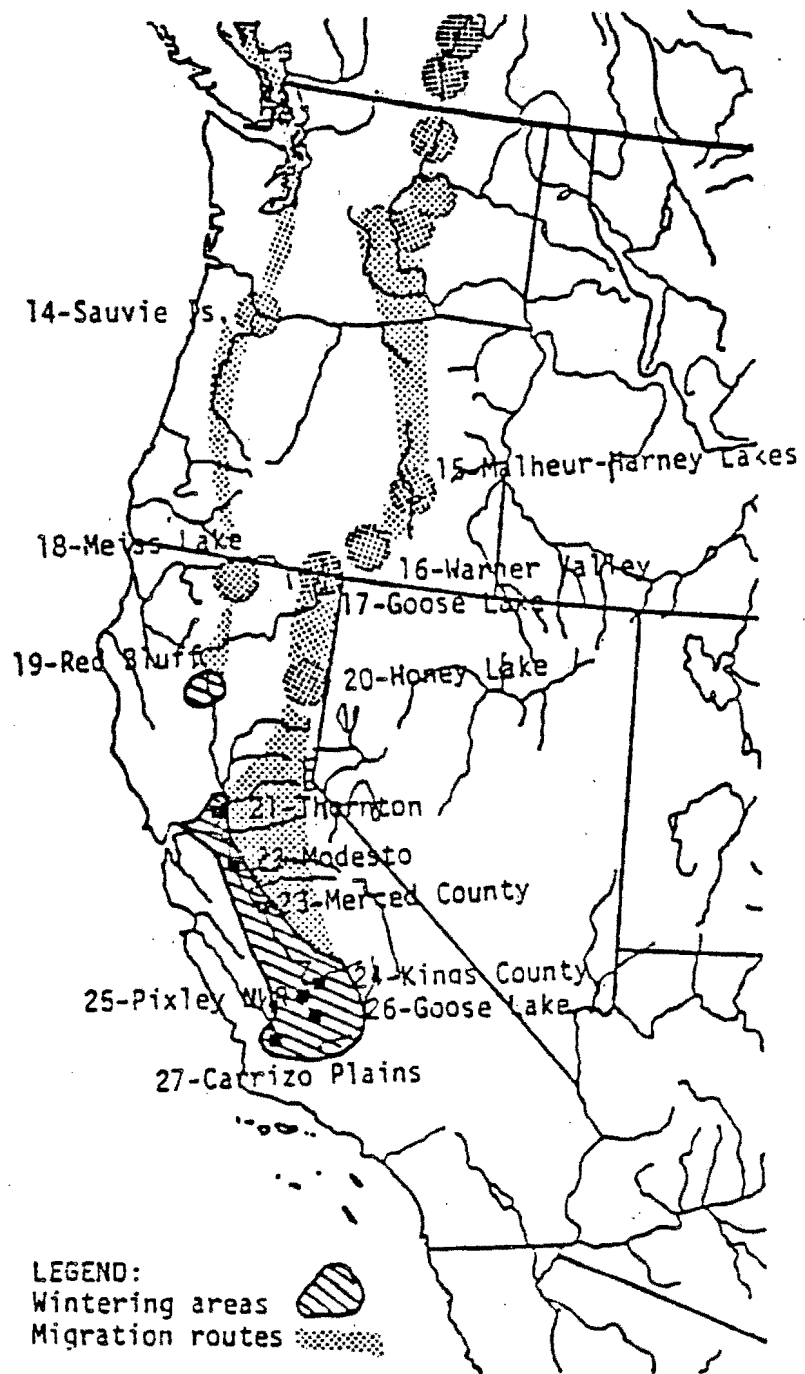 14-Sauvie Is.
15-Malheur-Harney Lakes
18-Meiss Lake
16-Warner Valley
17-Goose Lake
19-Red Bluff
20-Honey Lake
21-Thornton
22-Modesto
23-Merced County
24-Kings County
25-Pixley NWR
26-Goose Lake
27-Carrizo Plains
LEGEND:
Wintering areas
Migration routes